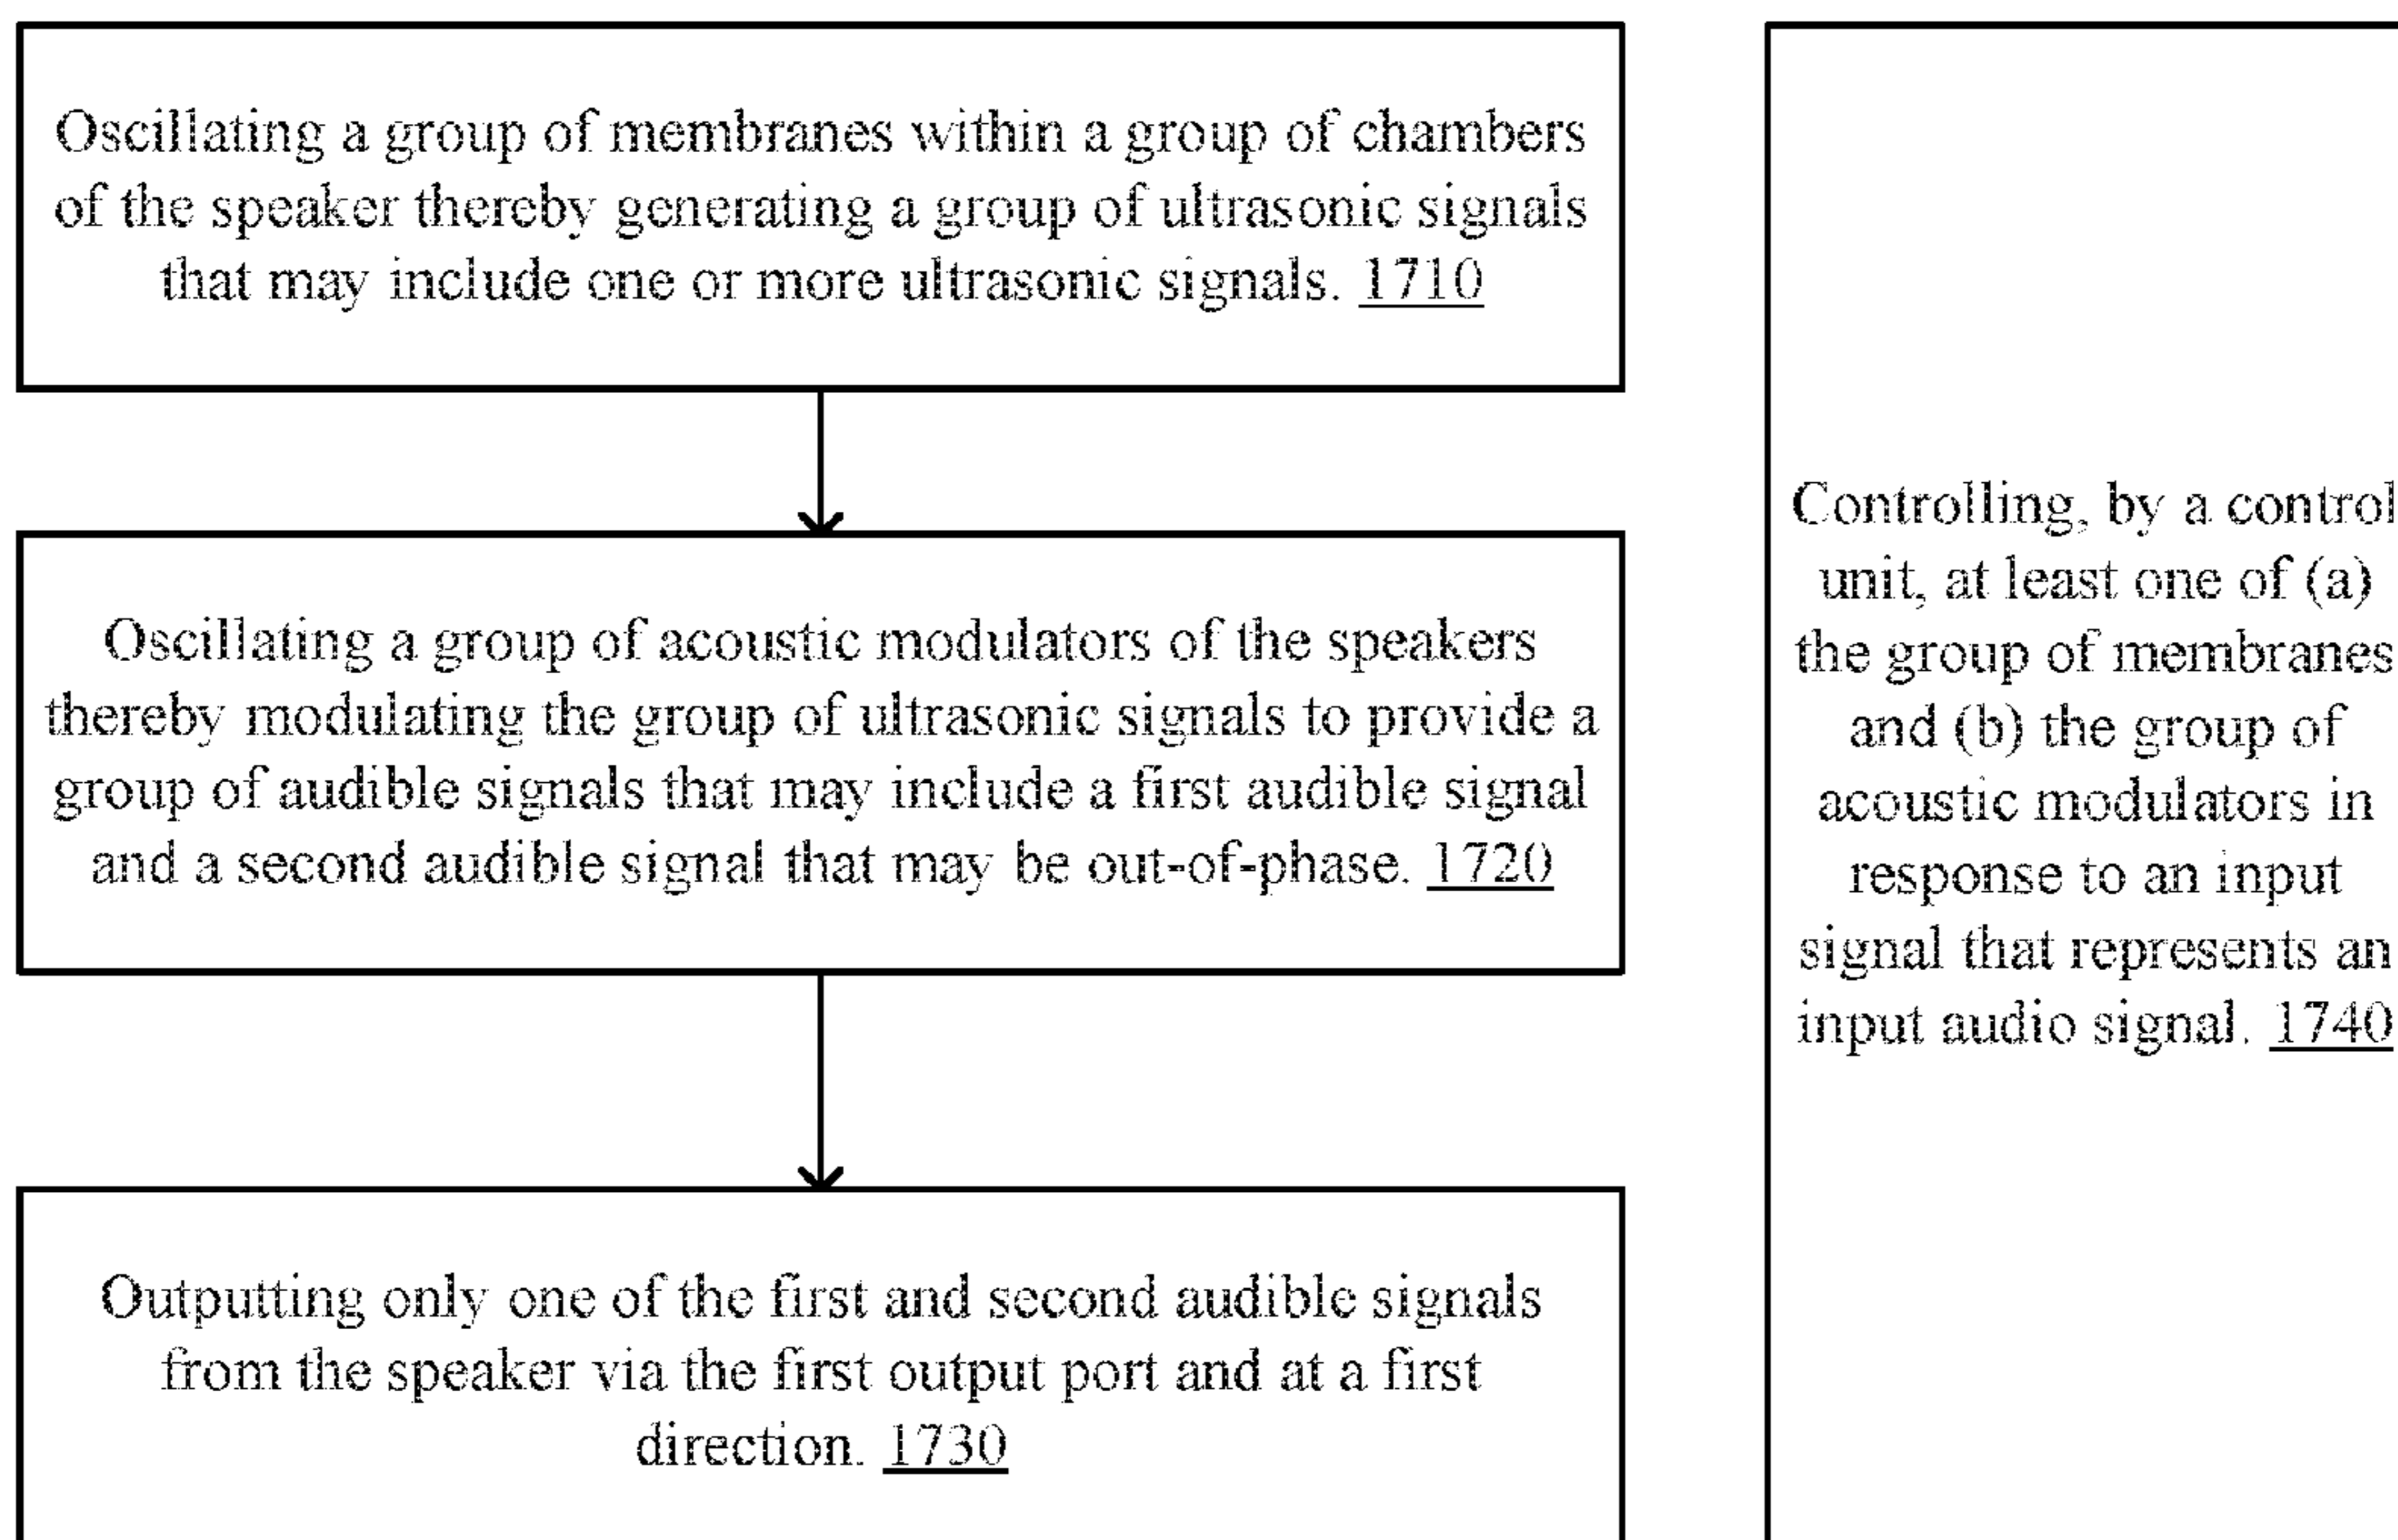 Oscillating a group of membranes within a group of chambers
of the speaker thereby generating a group of ultrasonic signals
that may include one or more ultrasonic signals. 1710
Oscillating a group of acoustic modulators of the speakers
thereby modulating the group of ultrasonic signals to provide a
group of audible signals that may include a first audible signal
and a second audible signal that may be out-of-phase. 1720
Outputting only one of the first and second audible signals
from the speaker via the first output port and at a first
direction. 1730
Controlling, by a control
unit, at least one of (a)
the group of membranes
and (b) the group of
acoustic modulators in
response to an input
signal that represents an
input audio signal. 1740